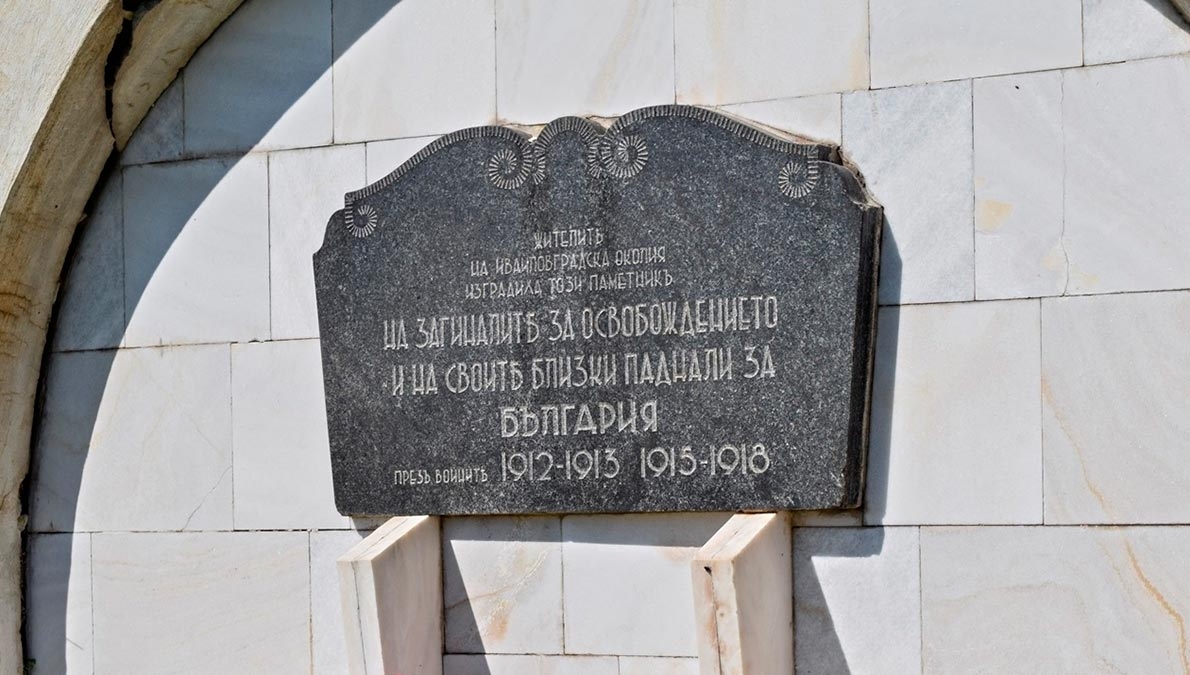 ЖИТЕЛИТѢ
НА ИВАЙЛОВГРАДСКА ОКОЛИЯ
ИЗГРАДИХА ТОЗИ ПАМЕТНИКЪ
НА ЗАГИНАЛИТѢ ЗА ОСВОБОЖДЕНИЕТО
И НА СВОИТѢ БЛИЗКИ ПАДНАЛИ ЗА
БЪЛГАРИЯ
ПРЕЗЪ ВОЙНИТѢ 1912-1913 1915-1918